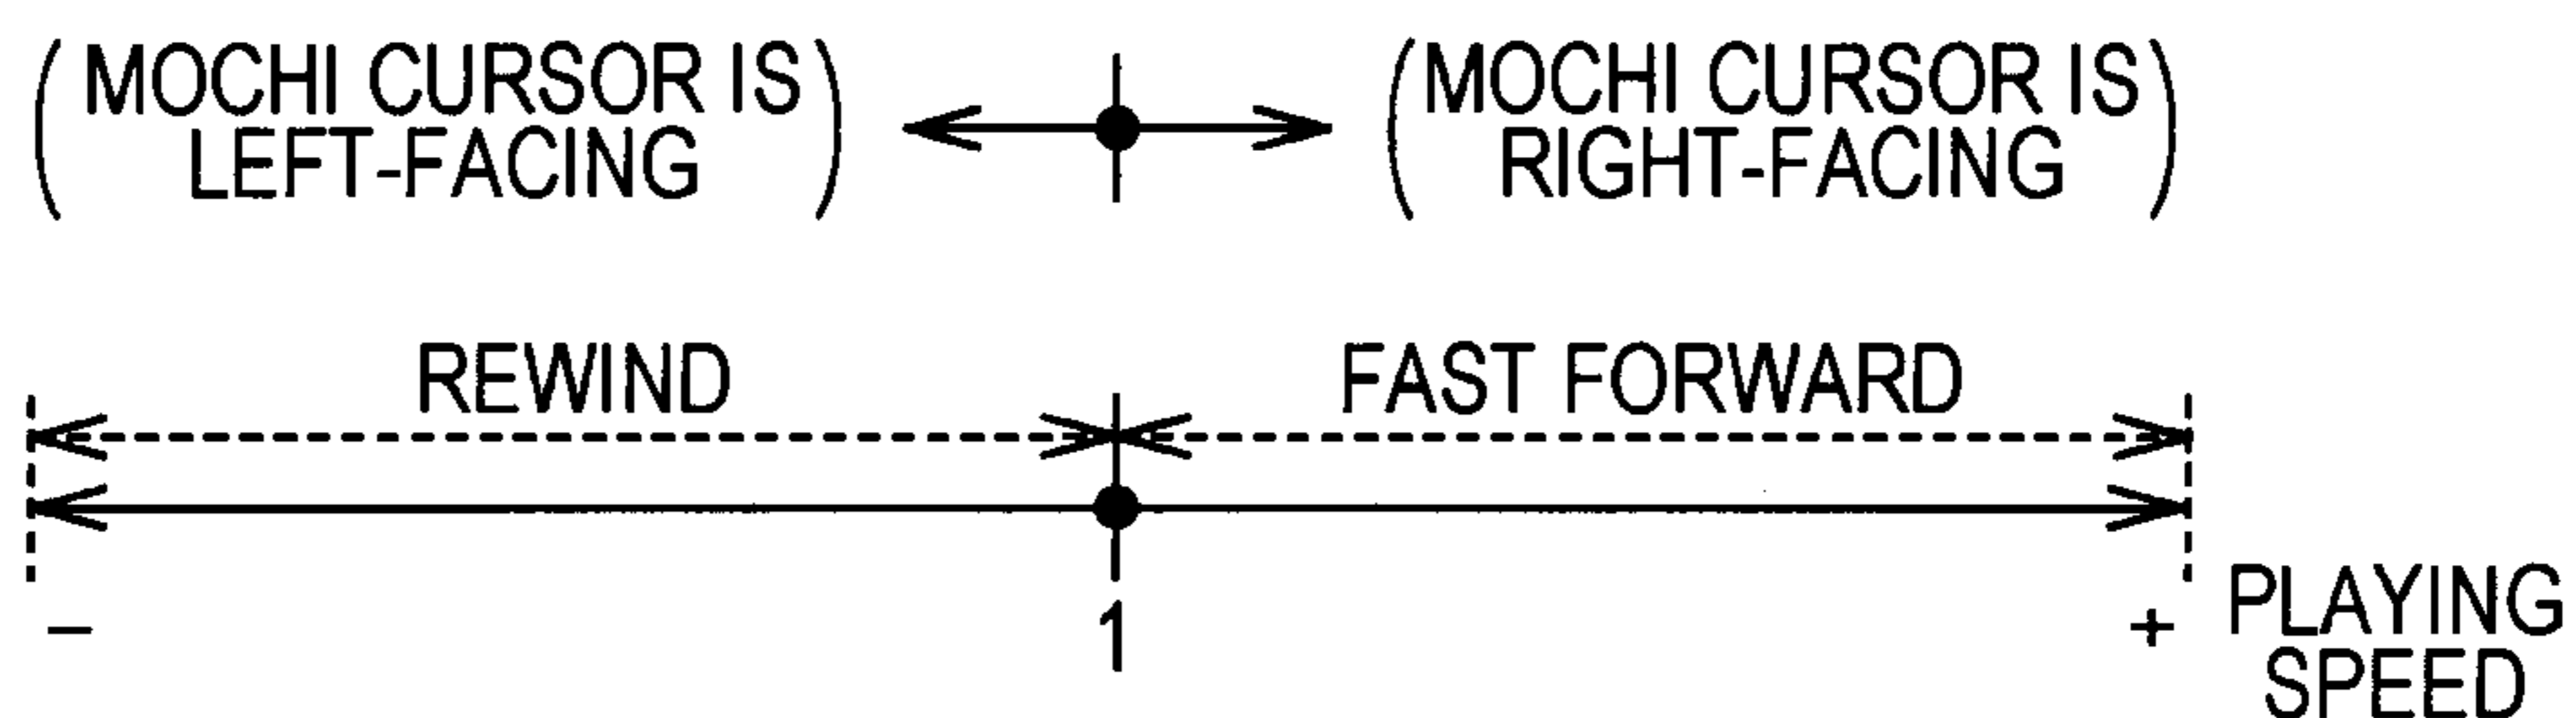 (MOCHI CURSOR IS
LEFT-FACING)
(MOCHI CURSOR IS
RIGHT-FACING)
REWIND
FAST FORWARD
−
1
+
PLAYING
SPEED